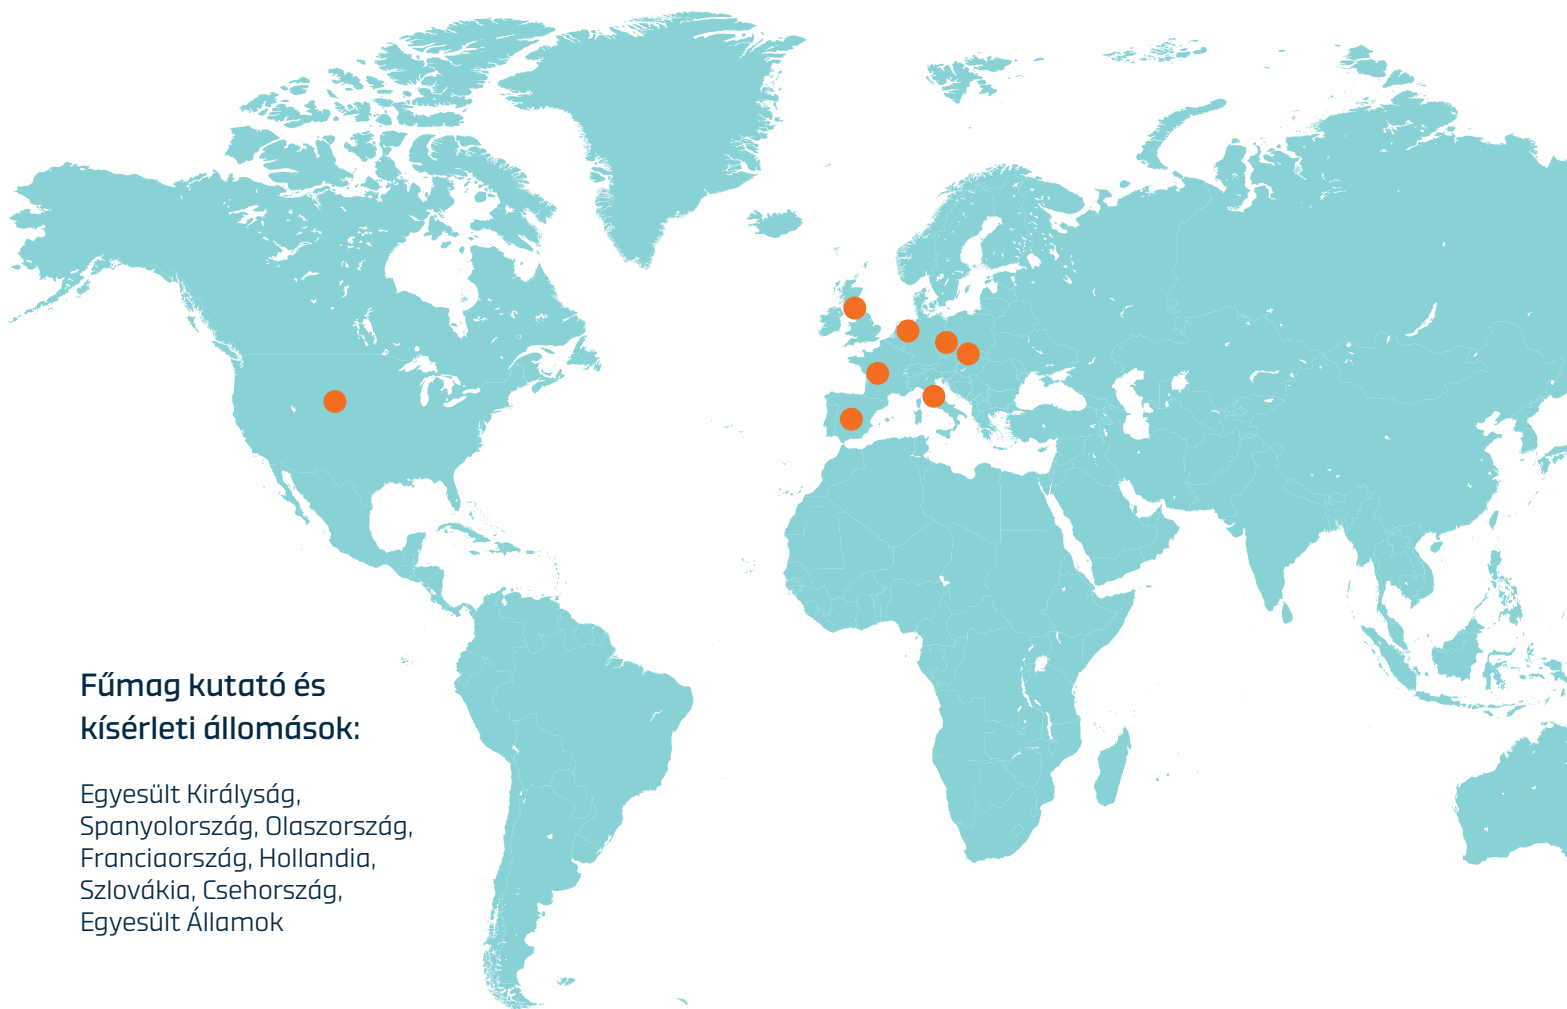 Fűmag kutató és
kísérleti állomások:
Egyesült Királyság,
Spanyolország, Olaszország,
Franciaország, Hollandia,
Szlovákia, Csehország,
Egyesült Államok